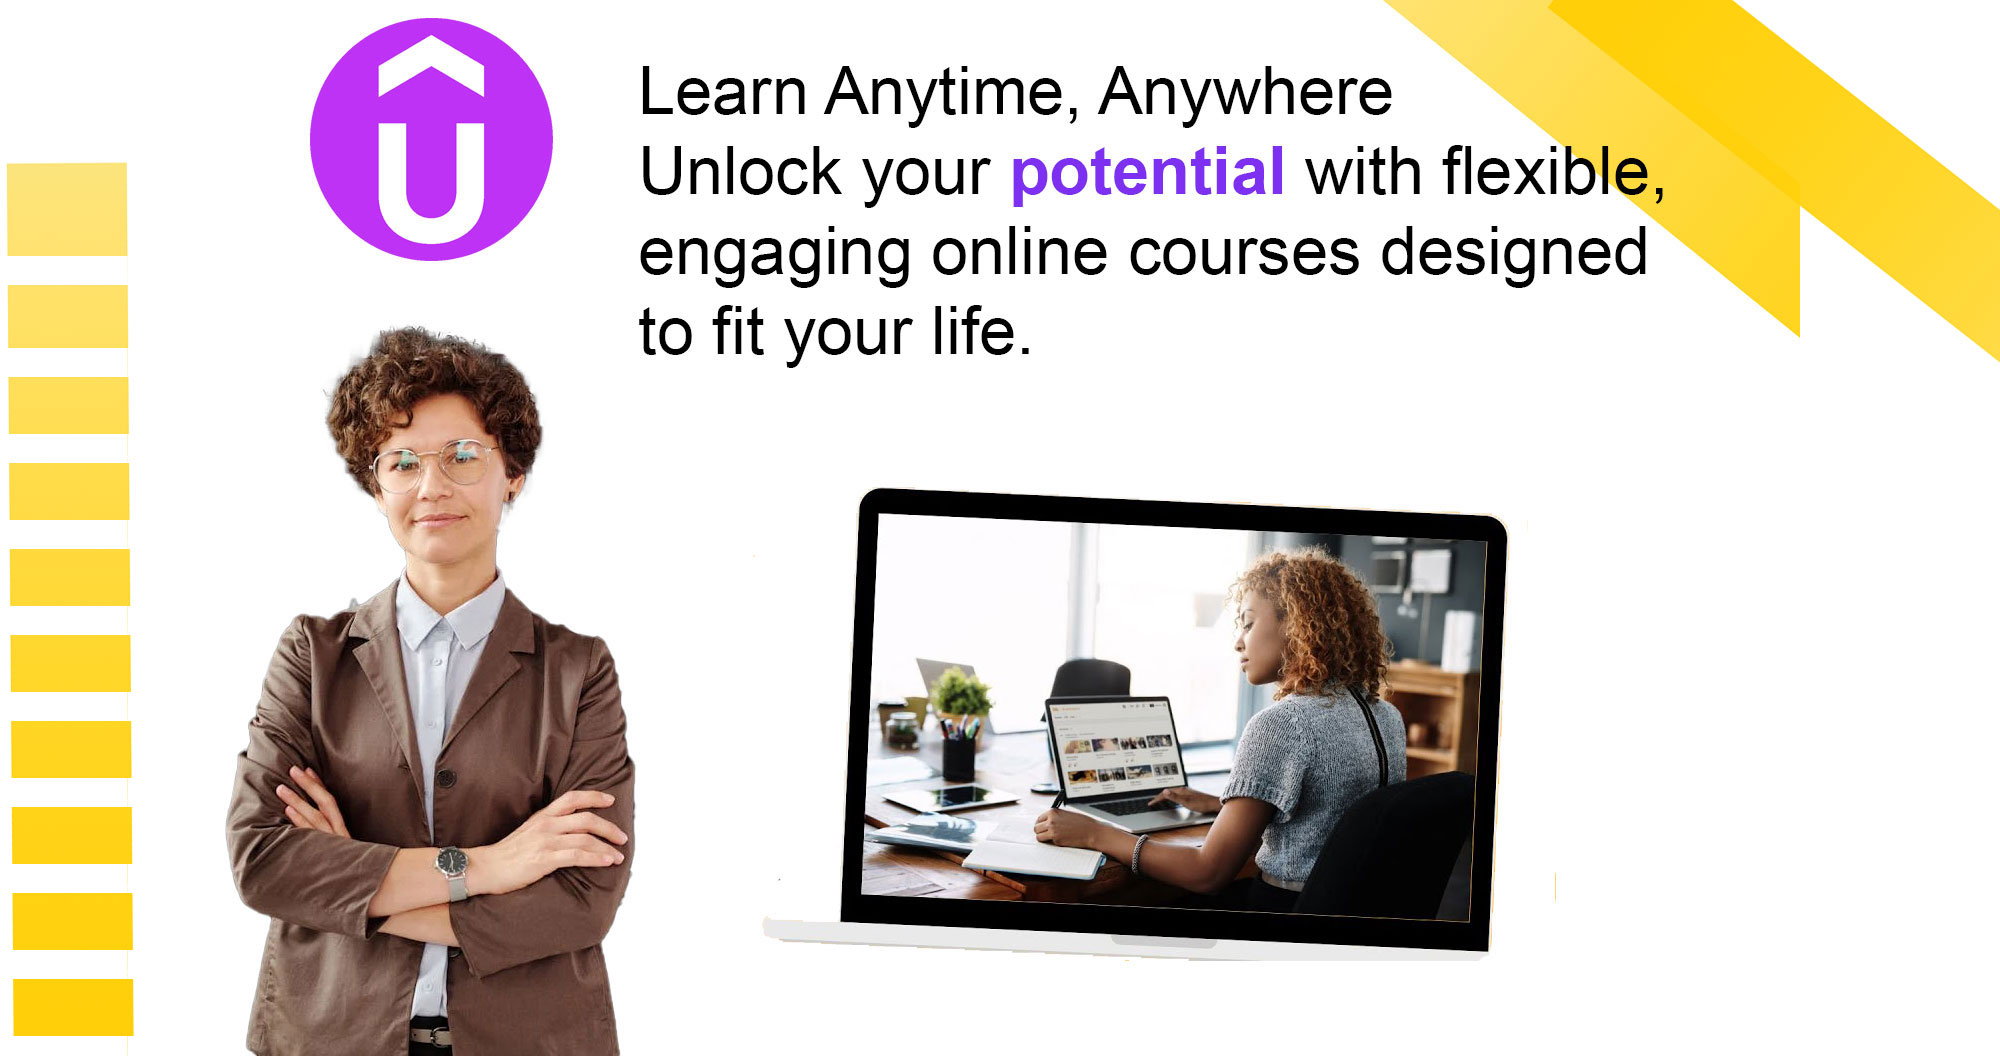 Learn Anytime, Anywhere
Unlock your potential with flexible,
engaging online courses designed
to fit your life.